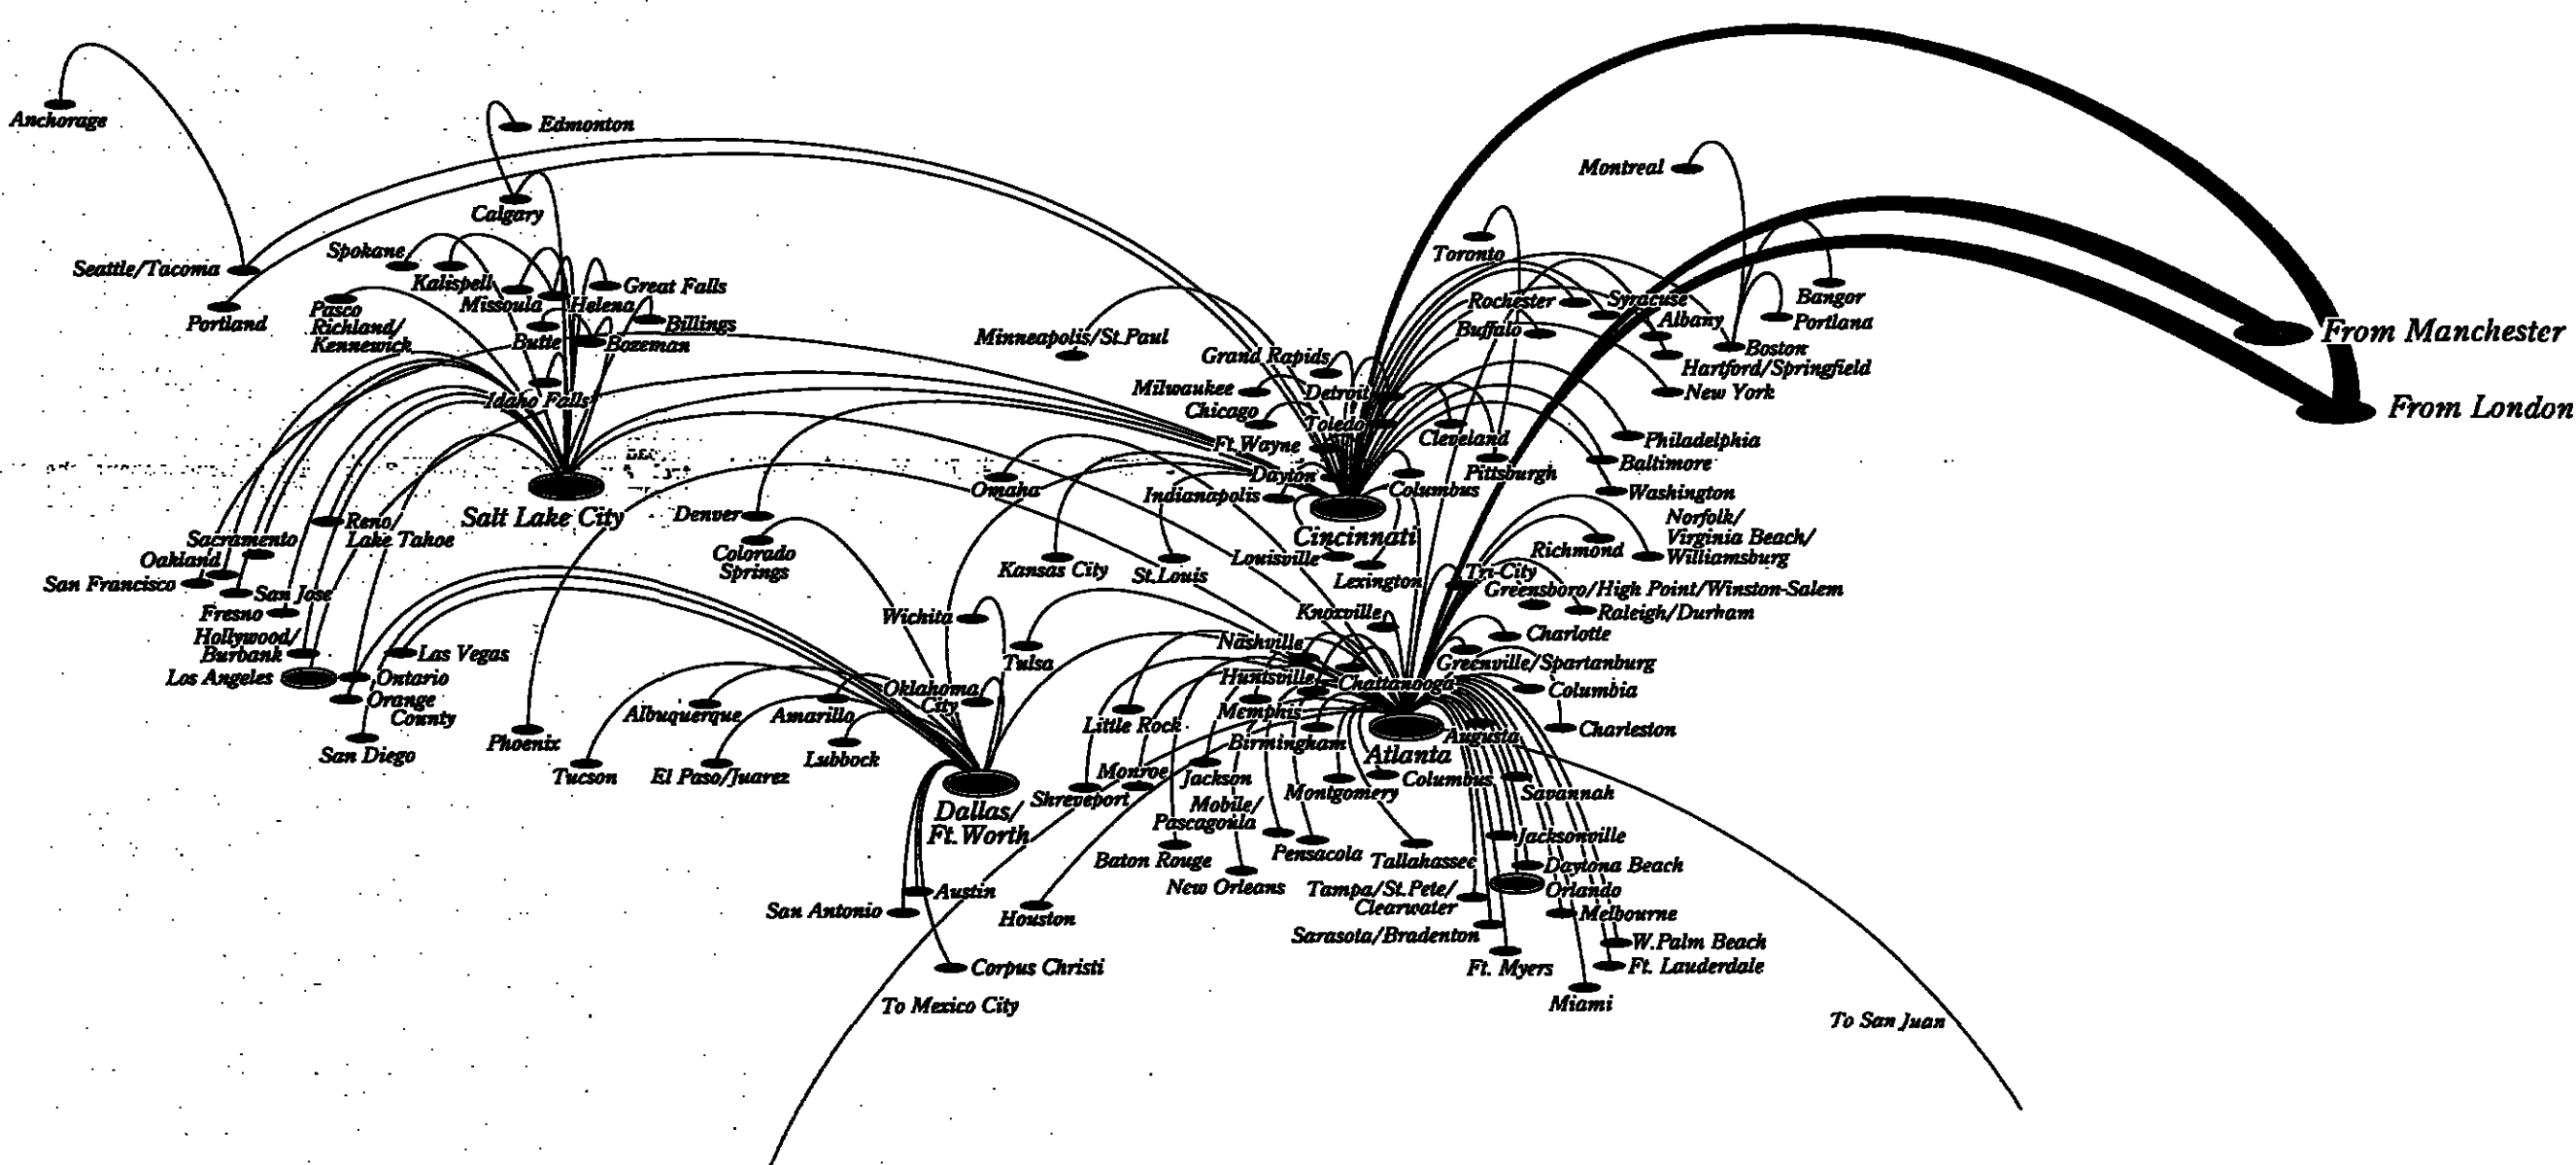 Anchorage
Edmonton
Calgary
Montreal
Seattle/Tacoma
Portland
Spokane
Kalispell
Missoula
Helena
Great Falls
Pasco
Richland/
Kennewick
Butte
Bozeman
Billings
Idaho Falls
Minneapolis/St.Paul
Toronto
Rochester
Syracuse
Buffalo
Albany
Bangor
Portlana
Boston
Hartford/Springfield
New York
From Manchester
From London
Grand Rapids
Milwaukee
Detroit
Chicago
Toledo
Ft.Wayne
Cleveland
Dayton
Pittsburgh
Indianapolis
Columbus
Philadelphia
Baltimore
Washington
Salt Lake City
Denver
Colorado
Springs
Omaha
Kansas City
St.Louis
Cincinnati
Louisville
Lexington
Richmond
Norfolk/
Virginia Beach/
Williamsburg
Reno/
Lake Tahoe
Sacramento
Oakland
San Francisco
San Jose
Fresno
Hollywood/
Burbank
Los Angeles
Las Vegas
Ontario
Orange
County
San Diego
Phoenix
Tucson
Albuquerque
El Paso/Juarez
Amarillo
Lubbock
Wichita
Tulsa
Oklahoma
City
Tri-City
Greensboro/High Point/Winston-Salem
Raleigh/Durham
Knoxville
Charlotte
Nashville
Greenville/Spartanburg
Huntsville
Chattanooga
Columbia
Memphis
Little Rock
Birmingham
Atlanta
Augusta
Charleston
Dallas/
Ft.Worth
Shreveport
Monroe
Jackson
Montgomery
Columbus
Savannah
Mobile/
Pascagoula
Baton Rouge
New Orleans
Pensacola
Tallahassee
Jacksonville
Daytona Beach
Orlando
Tampa/St.Pete/
Clearwater
Melbourne
Sarasota/Bradenton
W.Palm Beach
Ft. Myers
Ft. Lauderdale
Miami
Austin
San Antonio
Houston
Corpus Christi
To Mexico City
To San Juan